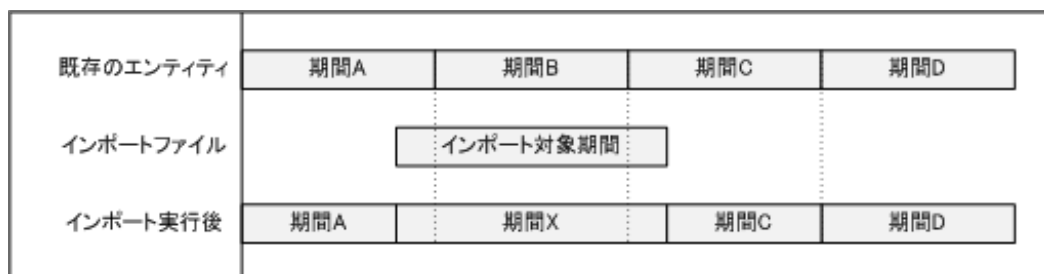 既存のエンティティ 期間A 期間B 期間C 期間D
インポートファイル インポート対象期間
インポート実行後 期間A 期間X 期間C 期間D